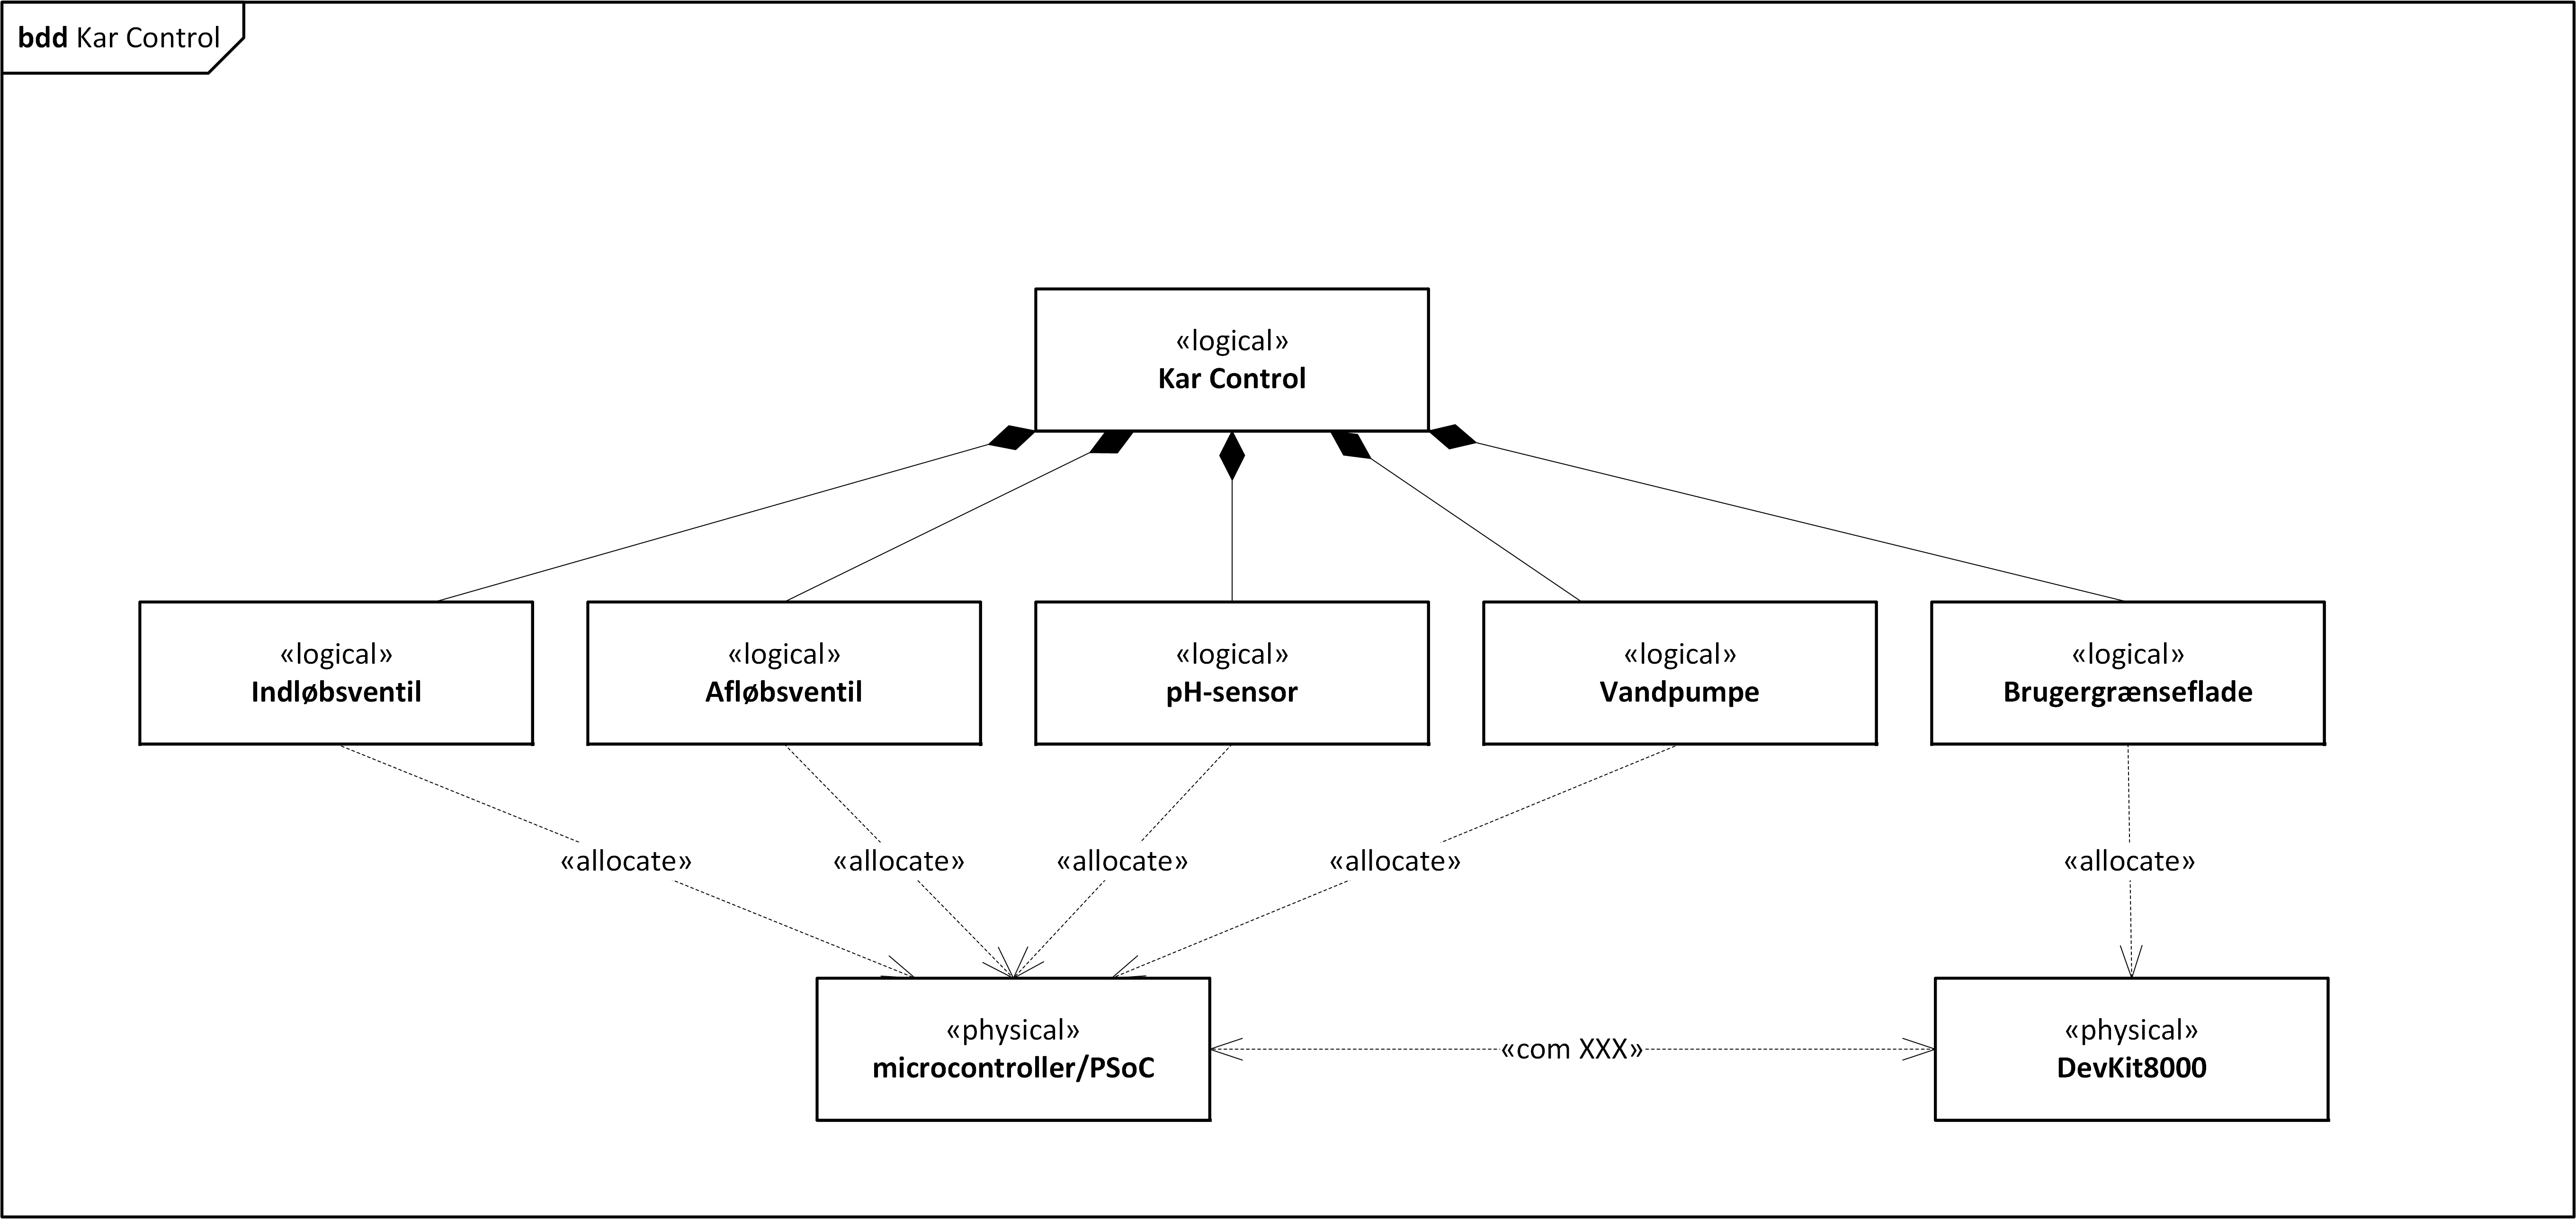 bdd Kar Control
«logical»
Kar Control
«logical»
Indløbsventil
«logical»
Afløbsventil
«logical»
pH-sensor
«logical»
Vandpumpe
«logical»
Brugergrænseflade
«allocate»
«allocate»
«allocate»
«allocate»
«allocate»
«physical»
microcontroller/PSoC
«com XXX»
«physical»
DevKit8000